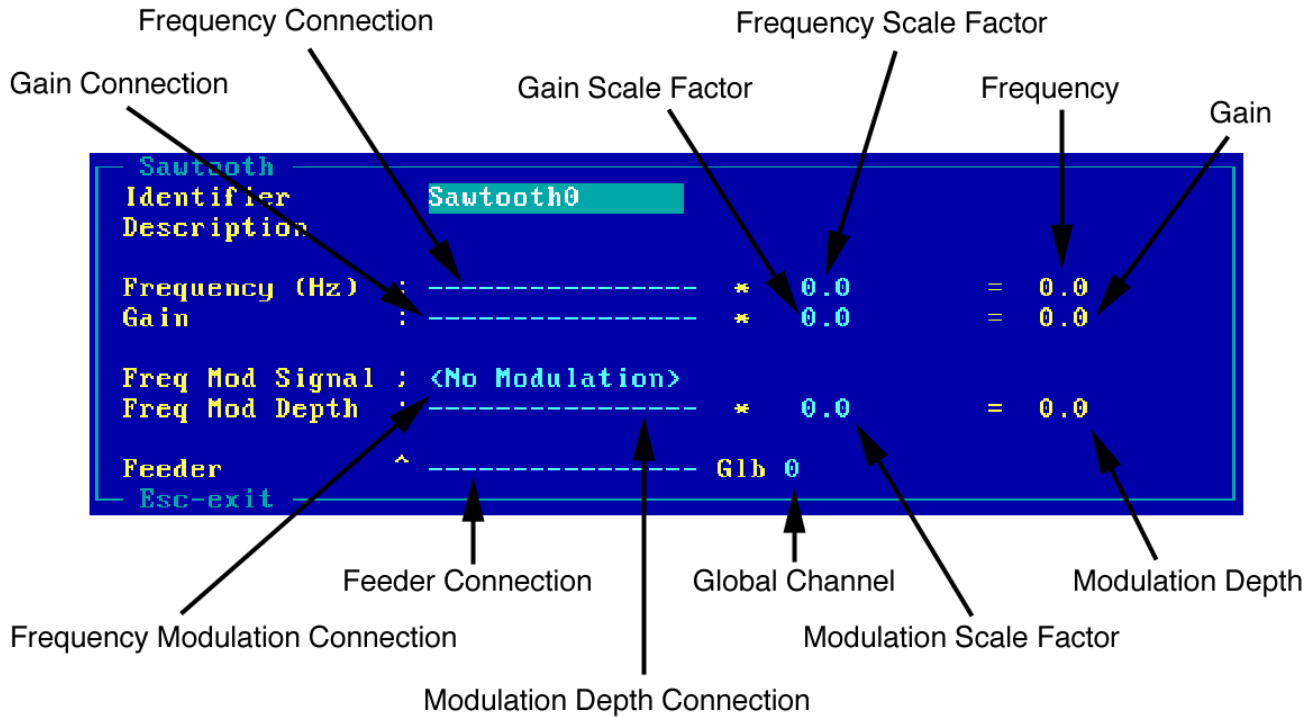 Frequency Connection
Frequency Scale Factor
Gain Connection
Gain Scale Factor
Frequency
Gain
Sawtooth
Identifier Sawtooth0
Description
Frequency (Hz) : ---------------- * 0.0 = 0.0
Gain : ---------------- * 0.0 = 0.0
Freq Mod Signal : <No Modulation>
Freq Mod Depth : ---------------- * 0.0 = 0.0
Feeder ^ ---------------- Glb 0
Esc-exit
Feeder Connection
Global Channel
Modulation Depth
Frequency Modulation Connection
Modulation Scale Factor
Modulation Depth Connection